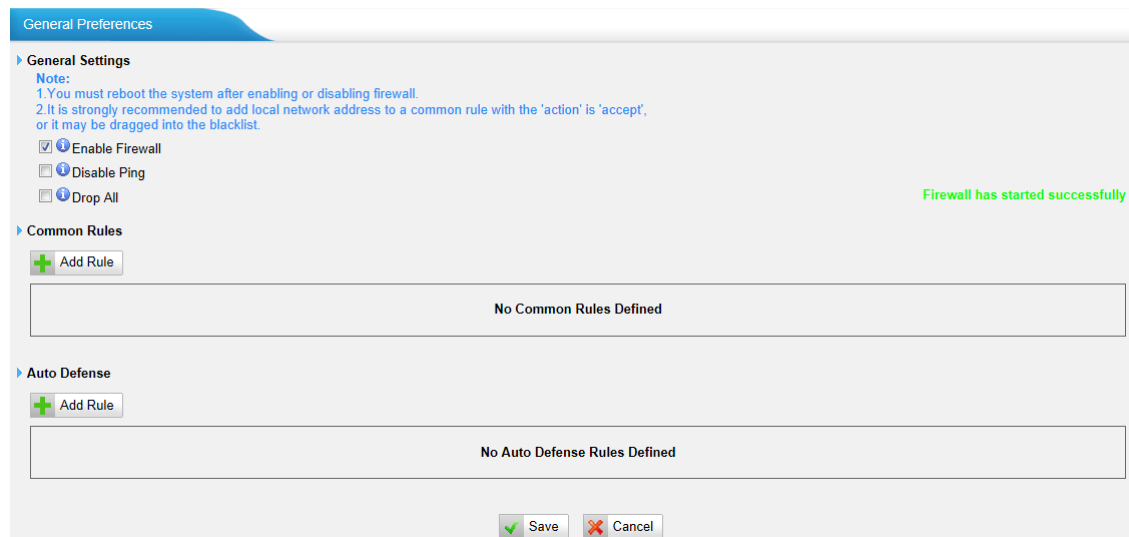 General Preferences
General Settings
Note:
1.You must reboot the system after enabling or disabling firewall.
2.It is strongly recommended to add local network address to a common rule with the 'action' is 'accept',
or it may be dragged into the blacklist.
Enable Firewall
Disable Ping
Drop All
Firewall has started successfully
Common Rules
Add Rule
No Common Rules Defined
Auto Defense
Add Rule
No Auto Defense Rules Defined
Save
Cancel